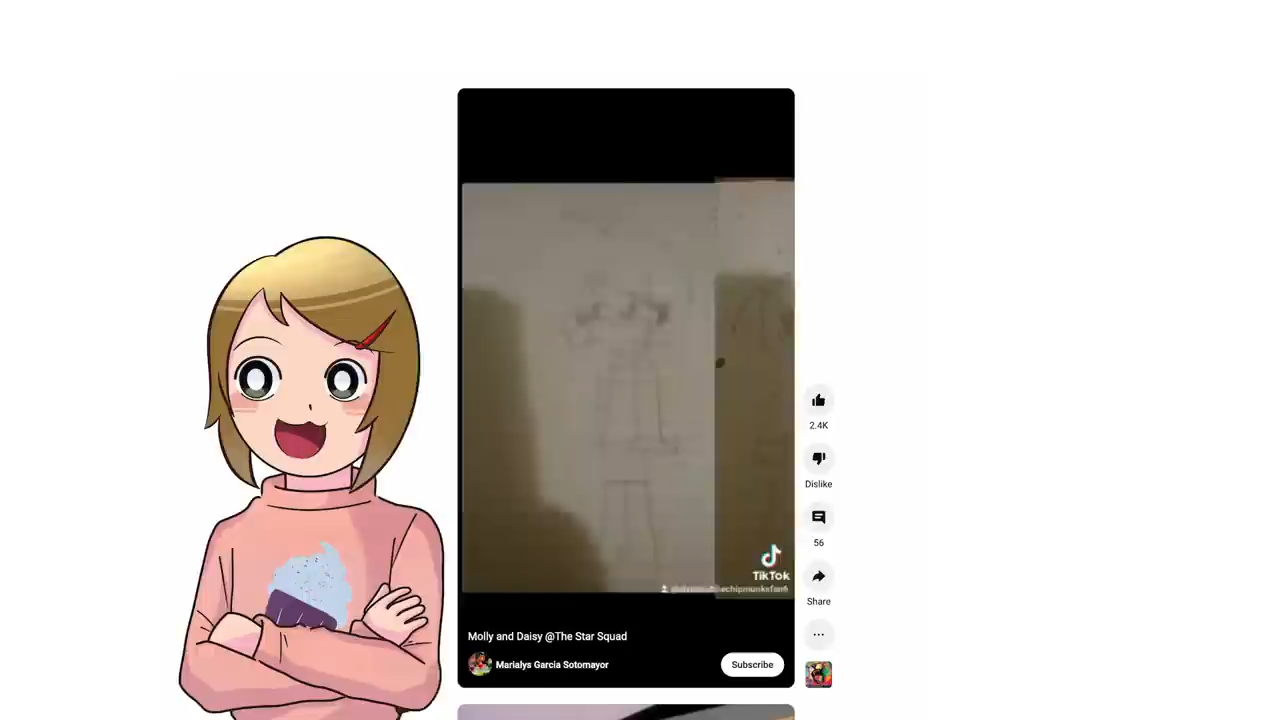 2.4K
Dislike
56
TikTok
Share
Molly and Daisy @The Star Squad
Marialys Garcia Sotomayor
Subscribe